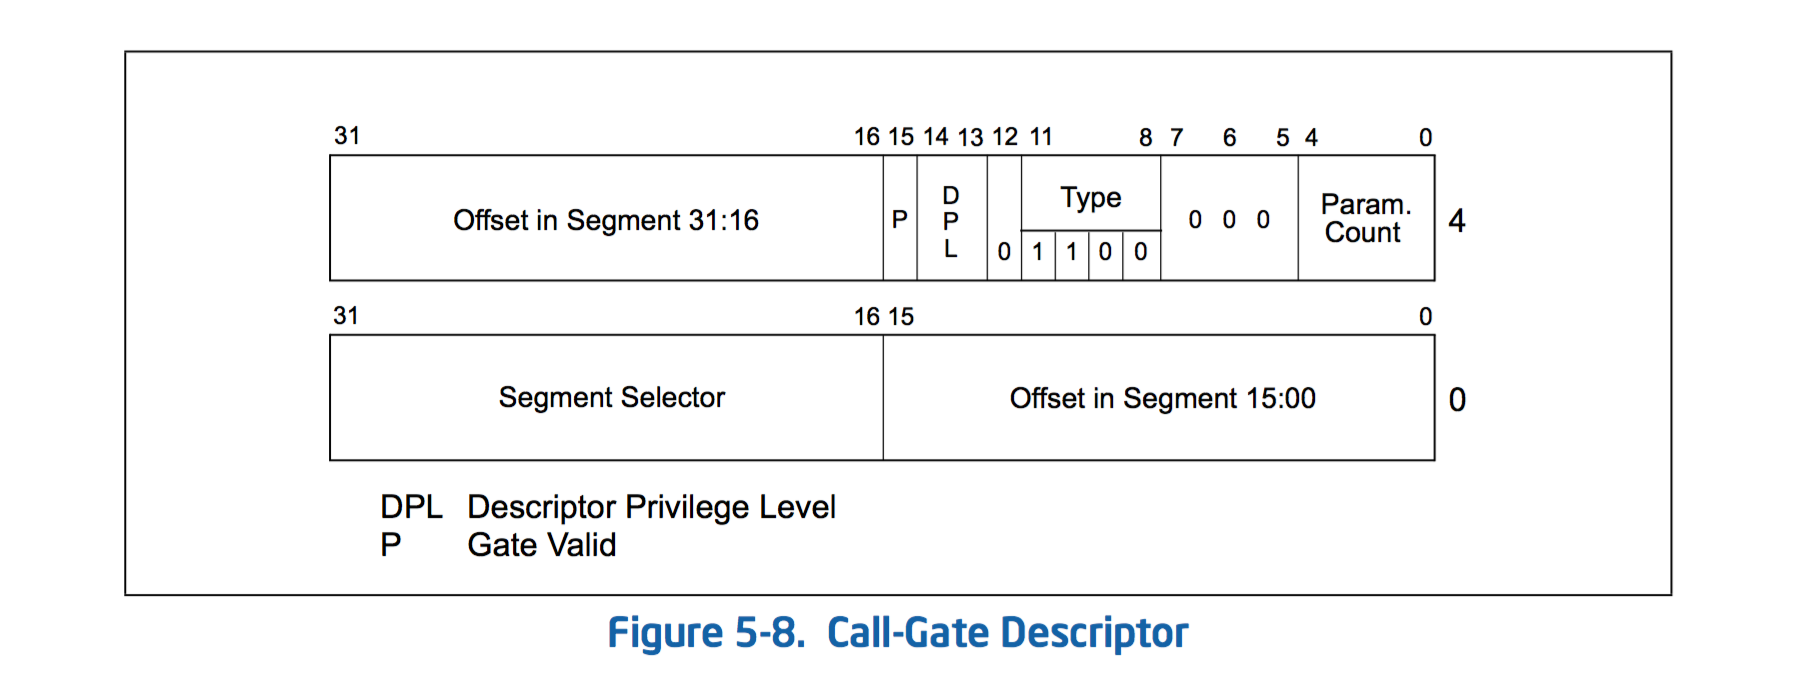 31 16 15 14 13 12 11 8 7 6 5 4 0
Offset in Segment 31:16 P D P L 0 Type 1 1 0 0 0 0 0 Param. Count 4
31 16 15 0
Segment Selector Offset in Segment 15:00 0
DPL Descriptor Privilege Level
P Gate Valid
Figure 5-8. Call-Gate Descriptor